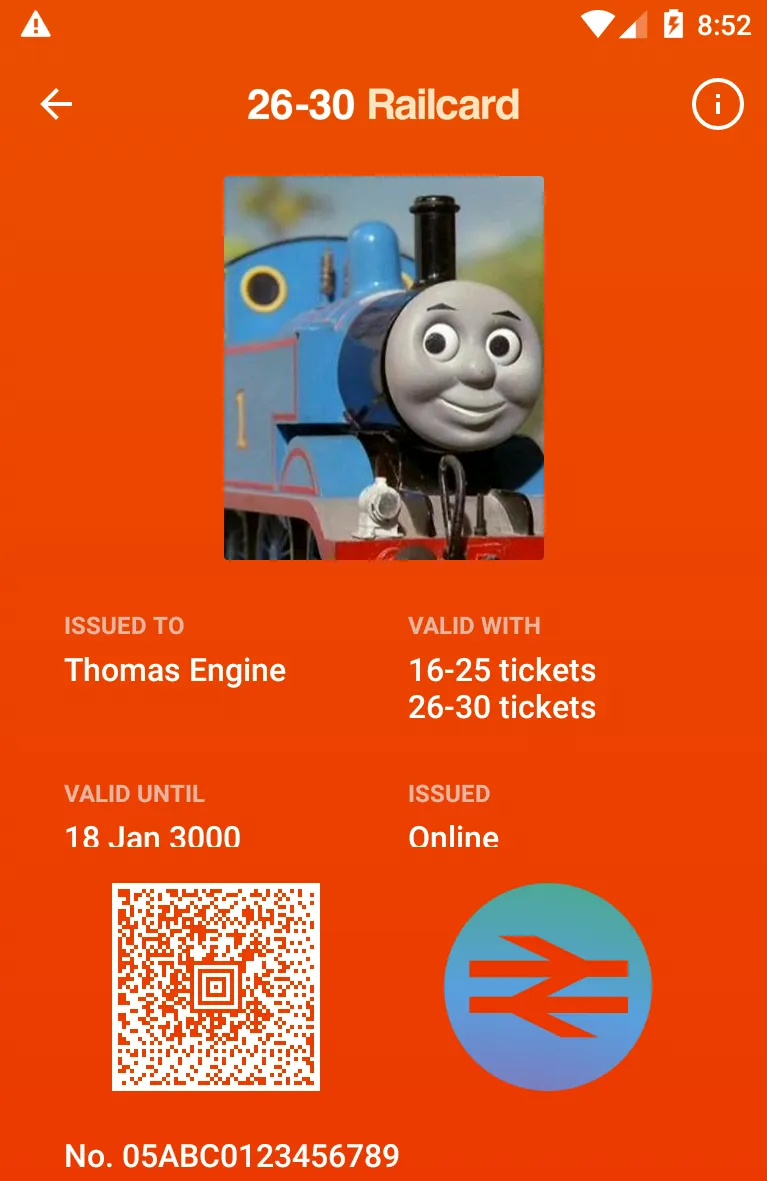 8:52
26-30 Railcard
1
ISSUED TO
Thomas Engine
VALID WITH
16-25 tickets
26-30 tickets
VALID UNTIL
18 Jan 3000
ISSUED
Online
No. 05ABC0123456789